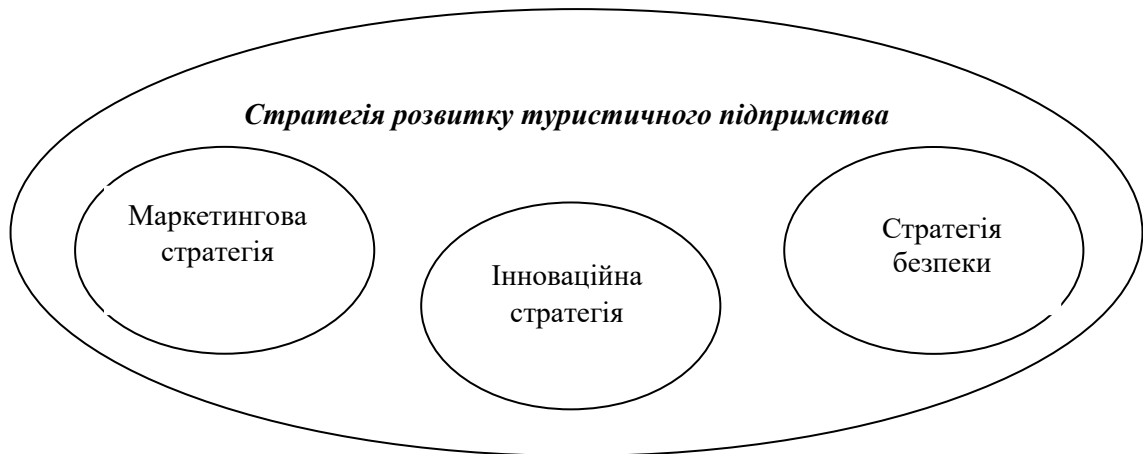 Стратегія розвитку туристичного підпримства
Маркетингова
стратегія
Інноваційна
стратегія
Стратегія
безпеки